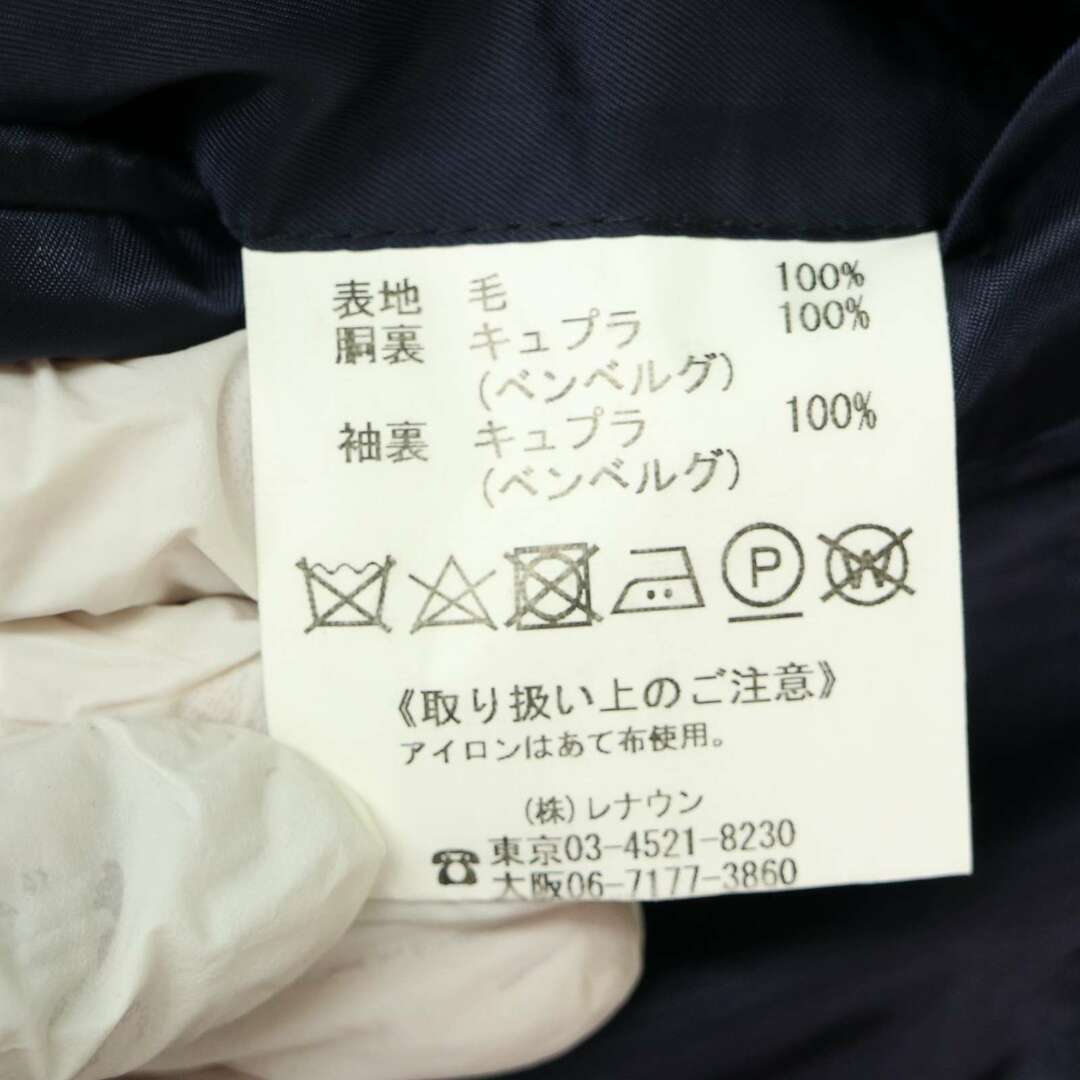 表地 毛 100%
胴裏 キュプラ 100%
(ベンベルグ)
袖裏 キュプラ 100%
(ベンベルグ)
P W
《取り扱い上のご注意》
アイロンはあて布使用。
(株)レナウン
☎東京03-4521-8230
大阪06-7177-3860